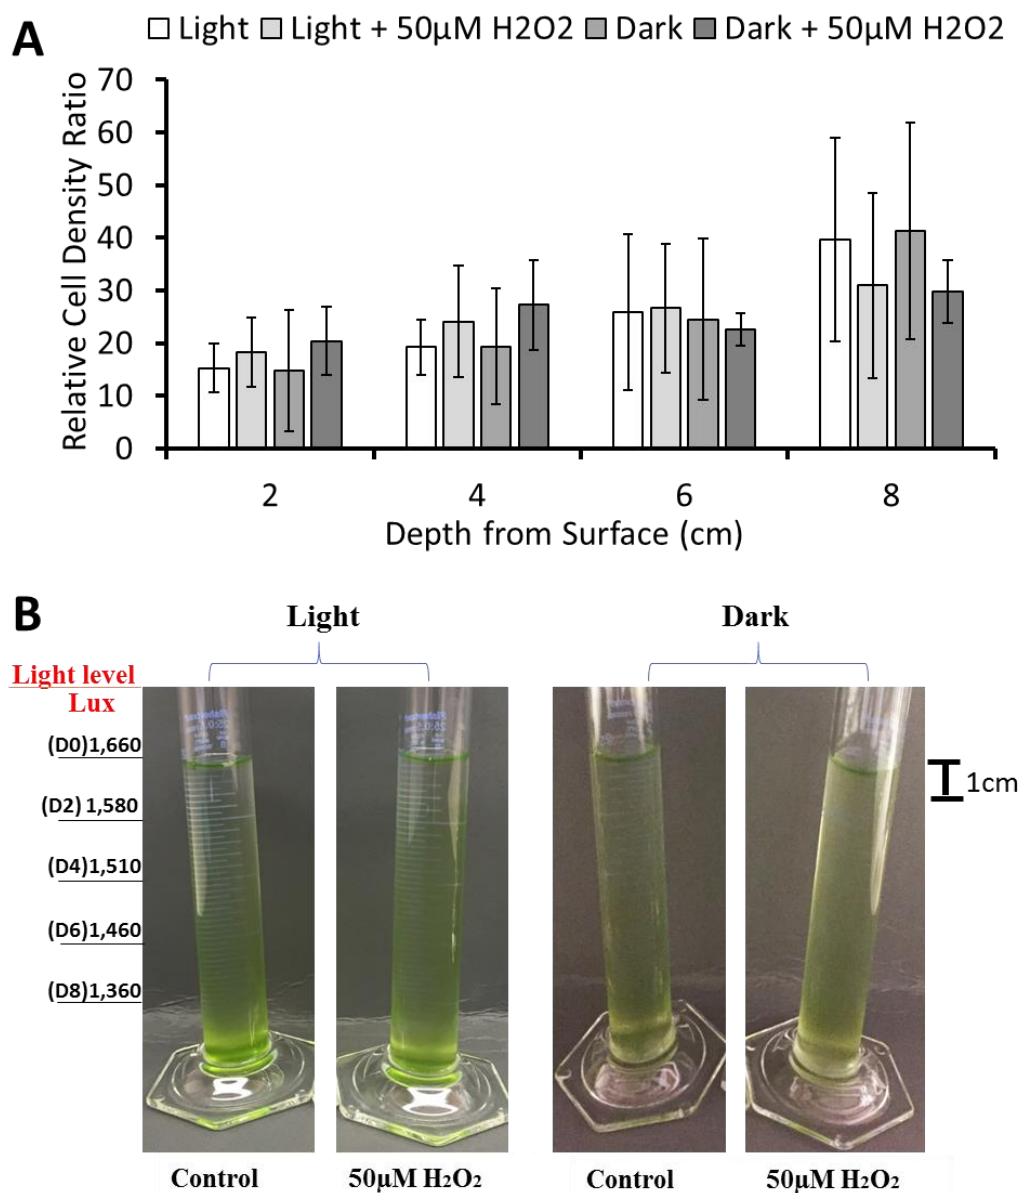 A
Light Light + 50µM H2O2 Dark Dark + 50µM H2O2
Relative Cell Density Ratio
70
60
50
40
30
20
10
0
2 4 6 8
Depth from Surface (cm)
B
Light Dark
Light level
Lux
(D0)1,660
(D2) 1,580
(D4)1,510
(D6)1,460
(D8)1,360
1cm
Control 50µM H2O2 Control 50µM H2O2